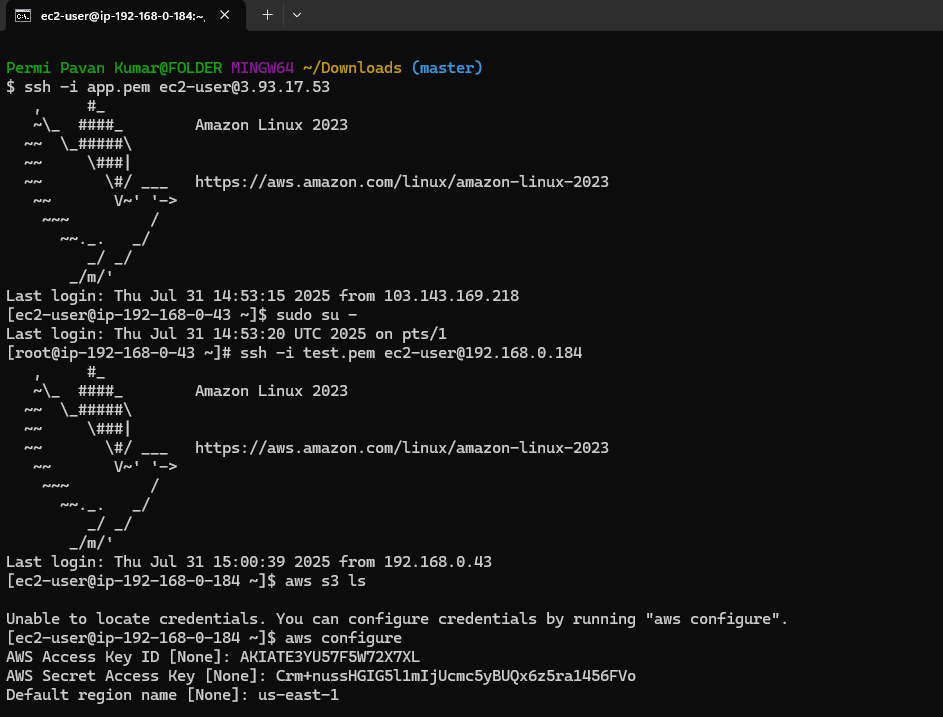 ec2-user@ip-192-168-0-184:~,
Permi Pavan Kumar@FOLDER MINGW64 ~/Downloads (master)
$ ssh -i app.pem ec2-user@3.93.17.53
   ,     #_
   ~\_  ####_        Amazon Linux 2023
  ~~  \_#####\
  ~~     \###|
  ~~       \#/ ___   https://aws.amazon.com/linux/amazon-linux-2023
   ~~       V~' '->
    ~~~         /
      ~~._.   _/
         _/ _/
       _/m/'
Last login: Thu Jul 31 14:53:15 2025 from 103.143.169.218
[ec2-user@ip-192-168-0-43 ~]$ sudo su -
Last login: Thu Jul 31 14:53:20 UTC 2025 on pts/1
[root@ip-192-168-0-43 ~]# ssh -i test.pem ec2-user@192.168.0.184
   ,     #_
   ~\_  ####_        Amazon Linux 2023
  ~~  \_#####\
  ~~     \###|
  ~~       \#/ ___   https://aws.amazon.com/linux/amazon-linux-2023
   ~~       V~' '->
    ~~~         /
      ~~._.   _/
         _/ _/
       _/m/'
Last login: Thu Jul 31 15:00:39 2025 from 192.168.0.43
[ec2-user@ip-192-168-0-184 ~]$ aws s3 ls
Unable to locate credentials. You can configure credentials by running "aws configure".
[ec2-user@ip-192-168-0-184 ~]$ aws configure
AWS Access Key ID [None]: AKIATE3YU57F5W72X7XL
AWS Secret Access Key [None]: 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
Default region name [None]: us-east-1